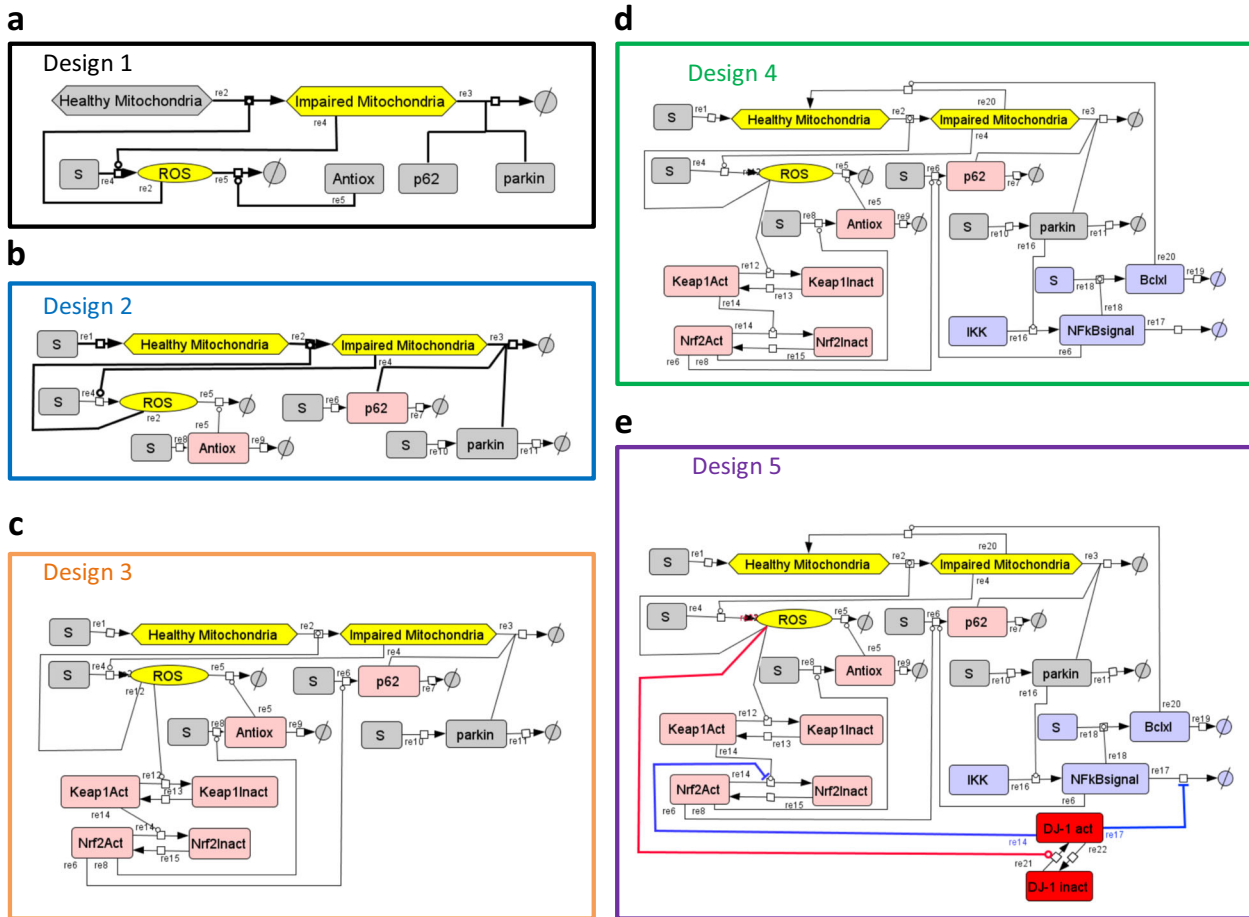 a
Design 1
Healthy Mitochondria
re2
Impaired Mitochondria
re3
re4
S
re4
ROS
re5
re2
Antiox
re5
p62
parkin
b
Design 2
S
re1
Healthy Mitochondria
re2
Impaired Mitochondria
re3
re4
S
re4
ROS
re5
re2
re5
S
re6
p62
re7
S
re8
Antiox
re9
S
re10
parkin
re11
c
Design 3
S
re1
Healthy Mitochondria
re2
Impaired Mitochondria
re3
re4
S
re4
ROS
re5
re12
re5
S
re6
p62
re7
S
re8
Antiox
re9
S
re10
parkin
re11
Keap1Act
re12
re13
Keap1Inact
re14
Nrf2Act
re14
re15
Nrf2Inact
re6
re8
d
Design 4
S
re1
Healthy Mitochondria
re2
re20
Impaired Mitochondria
re3
re4
S
re4
ROS
re5
re5
S
re6
p62
re7
S
re8
Antiox
re9
S
re10
parkin
re11
re16
Keap1Act
re12
re13
Keap1Inact
re14
S
re18
re20
Bclxl
re19
re18
Nrf2Act
re14
re15
Nrf2Inact
re6
re8
IKK
re16
NFkBsignal
re17
re6
e
Design 5
S
re1
Healthy Mitochondria
re2
re20
Impaired Mitochondria
re3
re4
S
re4
ROS
re5
re5
S
re6
p62
re7
S
re8
Antiox
re9
S
re10
parkin
re11
re16
Keap1Act
re12
re13
Keap1Inact
re14
S
re18
re20
Bclxl
re19
re18
Nrf2Act
re14
re15
Nrf2Inact
re6
re8
IKK
re16
NFkBsignal
re17
re6
re14
DJ-1 act
re17
re21
re22
DJ-1 inact